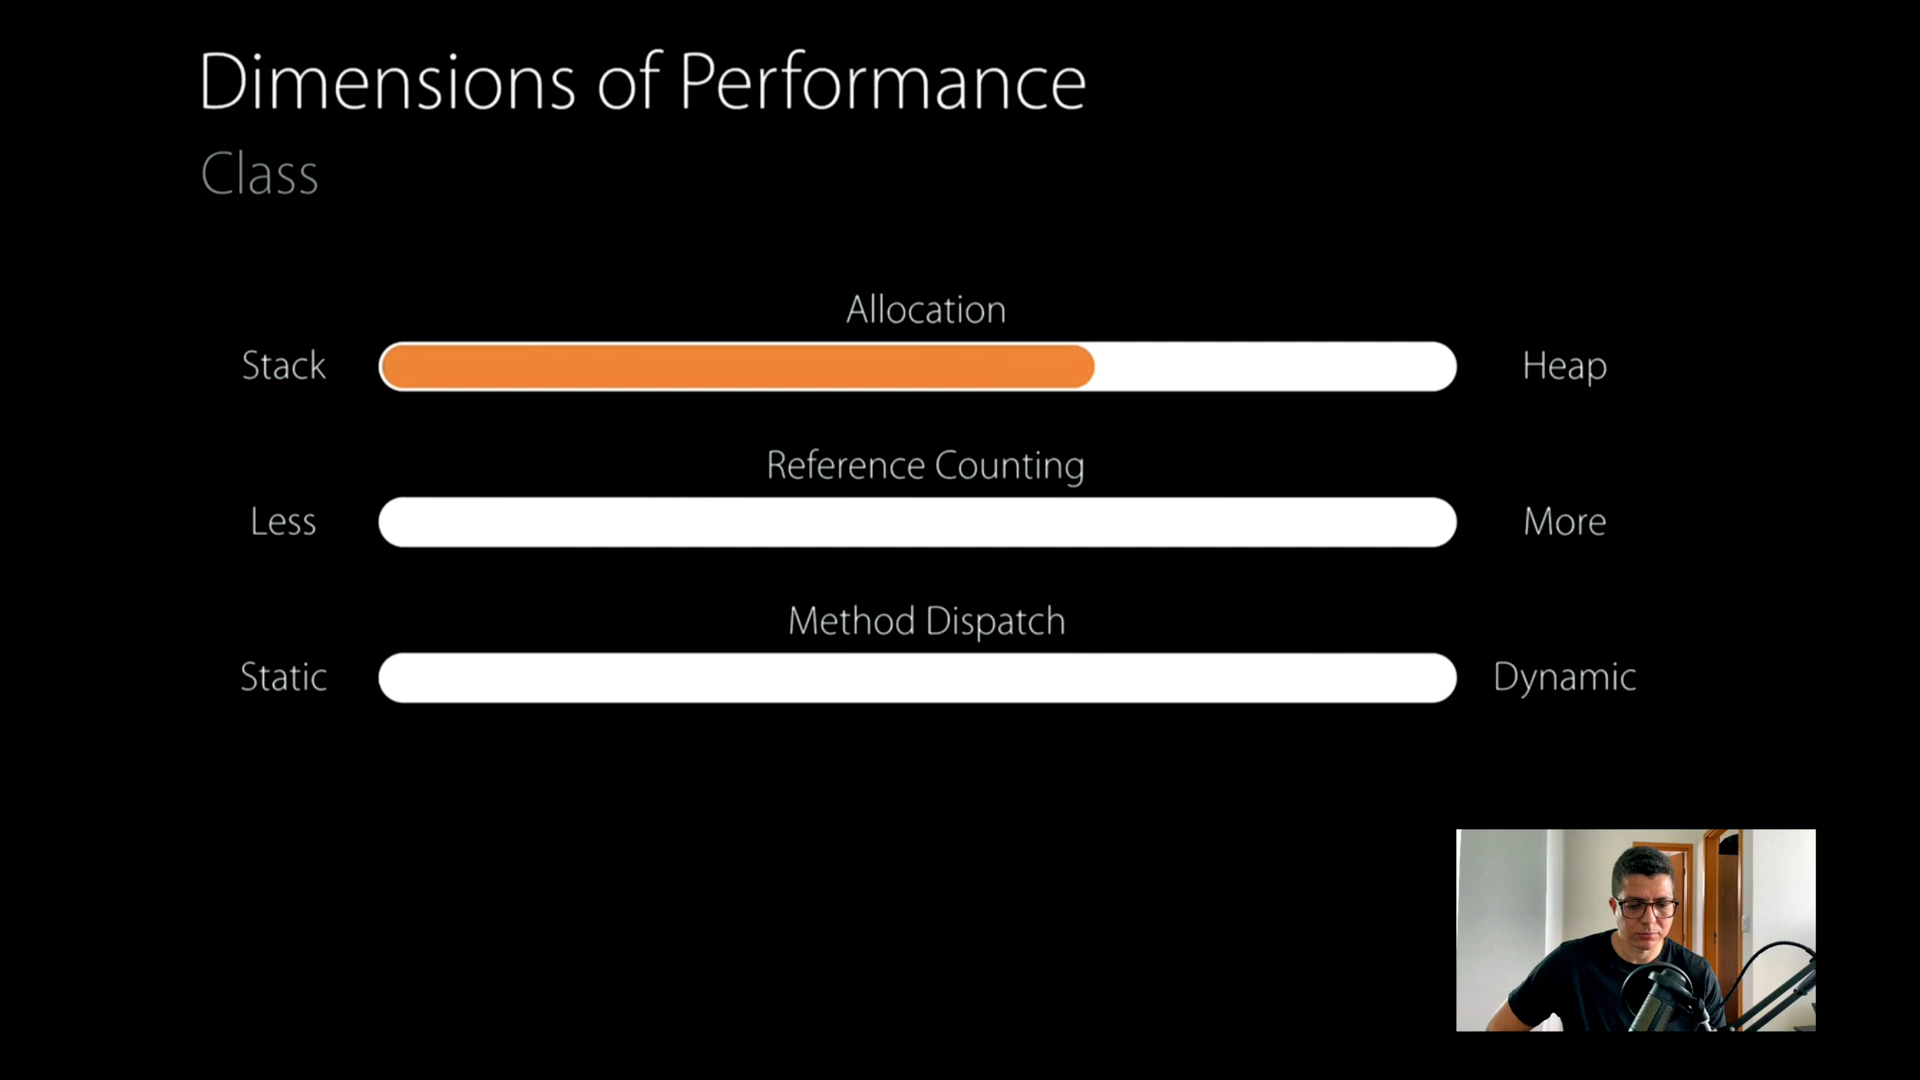 Dimensions of Performance
Class
Allocation
Stack
Heap
Reference Counting
Less
More
Method Dispatch
Static
Dynamic